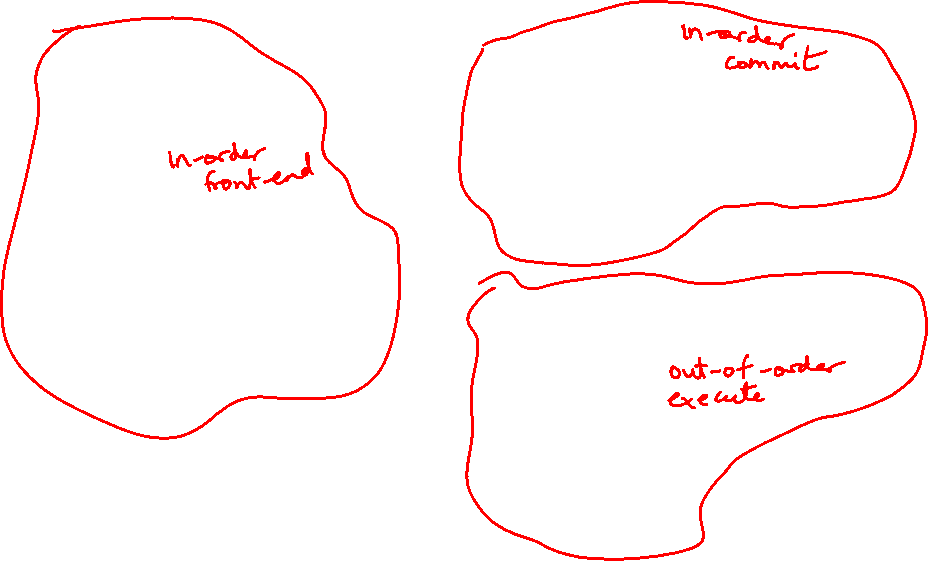 in-order
front-end
in-order
commit
out-of-order
execute